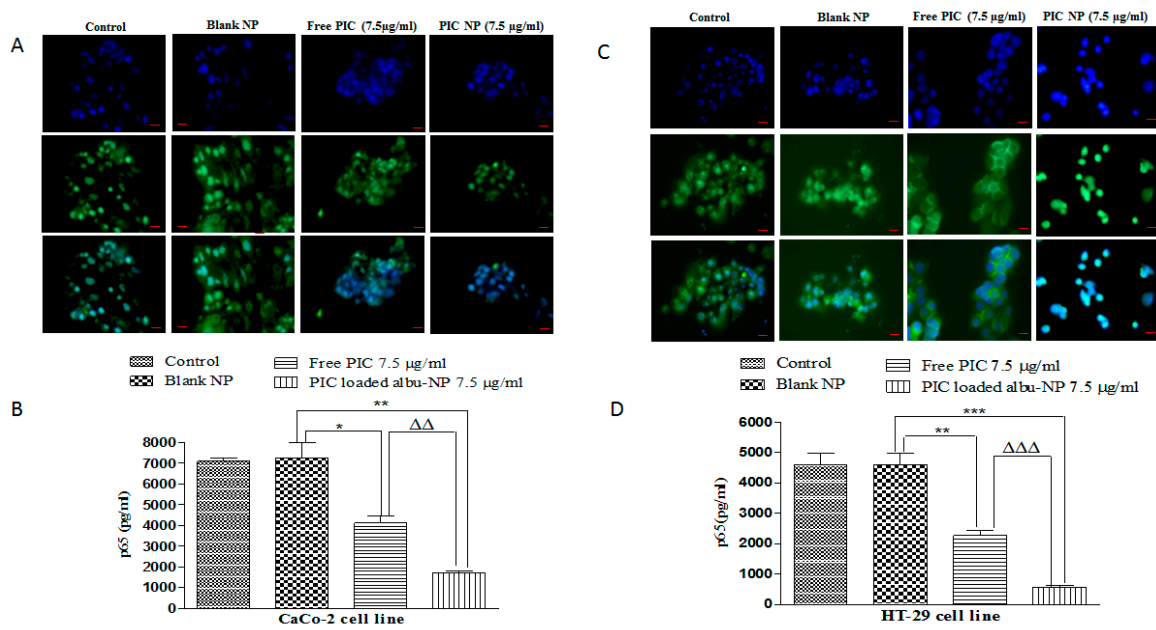 A
Control
Blank NP
Free PIC (7.5μg/ml)
PIC NP (7.5 μg/ml)
Control
Blank NP
Free PIC 7.5 μg/ml
PIC loaded albu-NP 7.5 μg/ml
B
**
*
ΔΔ
p65 (pg/ml)
8000
7000
6000
5000
4000
3000
2000
1000
0
CaCo-2 cell line
C
Control
Blank NP
Free PIC (7.5μg/ml)
PIC NP (7.5 μg/ml)
Control
Blank NP
Free PIC 7.5 μg/ml
PIC loaded albu-NP 7.5 μg/ml
D
***
**
ΔΔΔ
p65(pg/ml)
6000
5000
4000
3000
2000
1000
0
HT-29 cell line